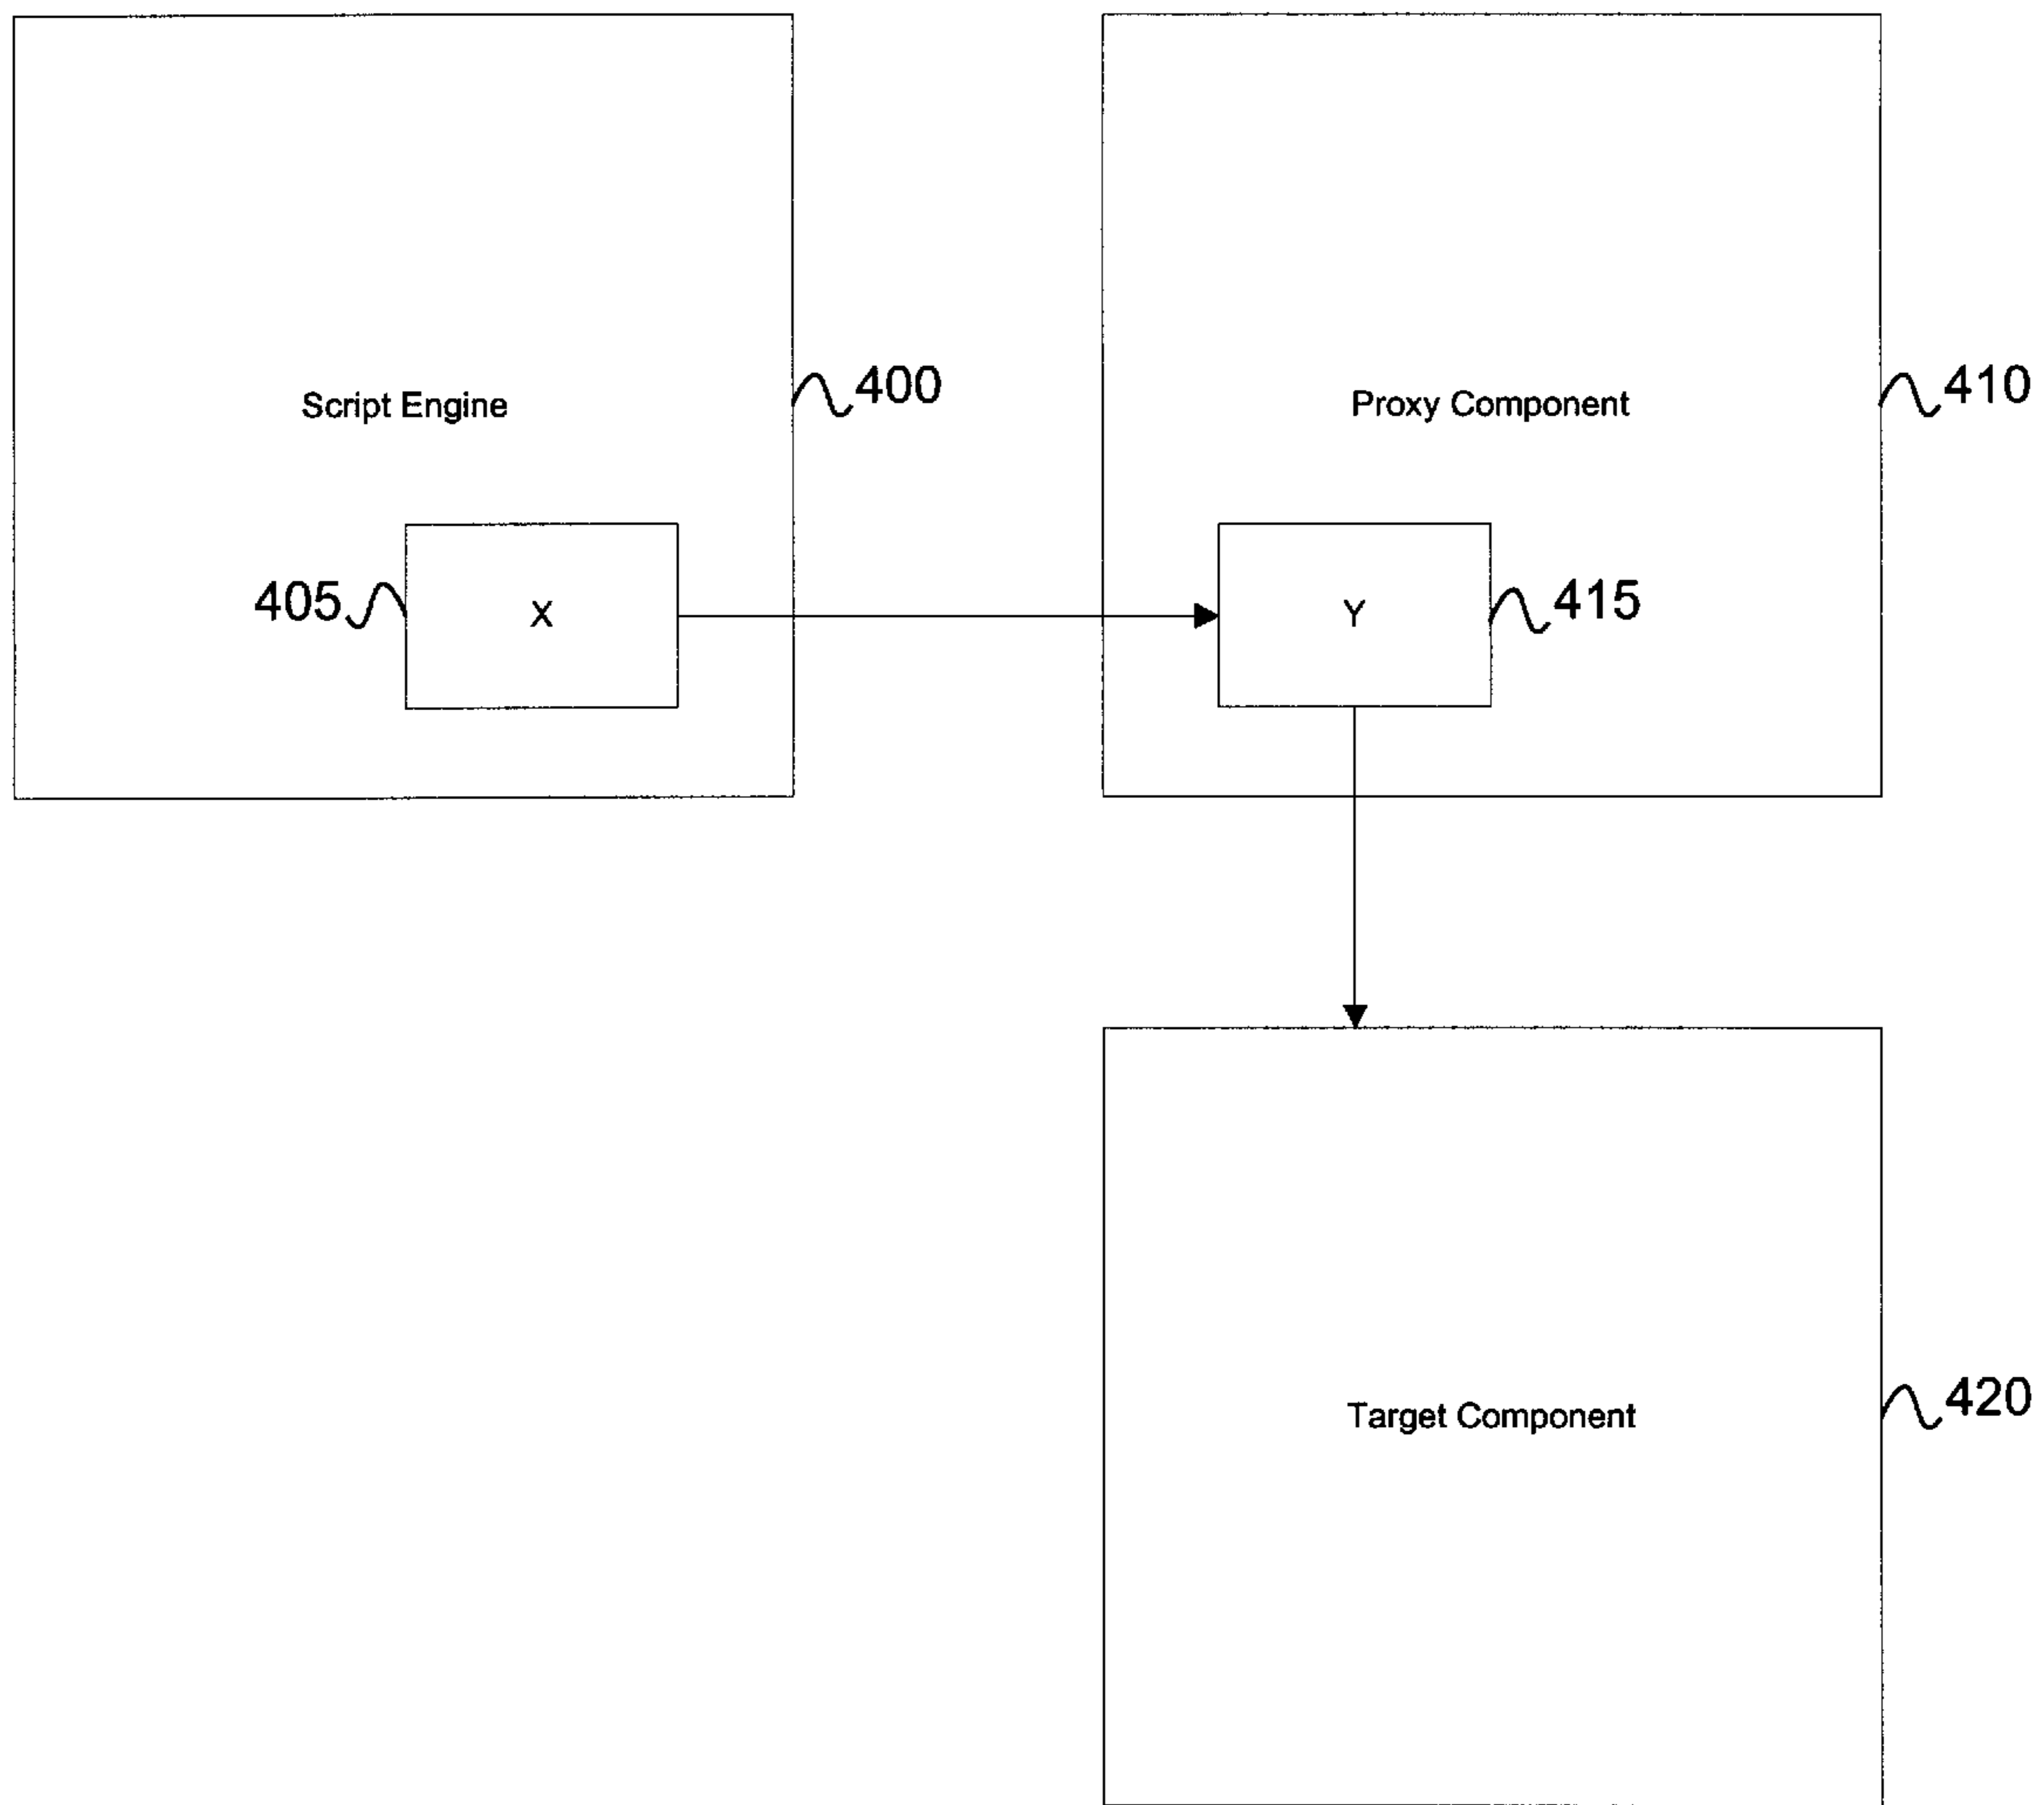 Script Engine
400
Proxy Component
410
405
X
Y
415
Target Component
420